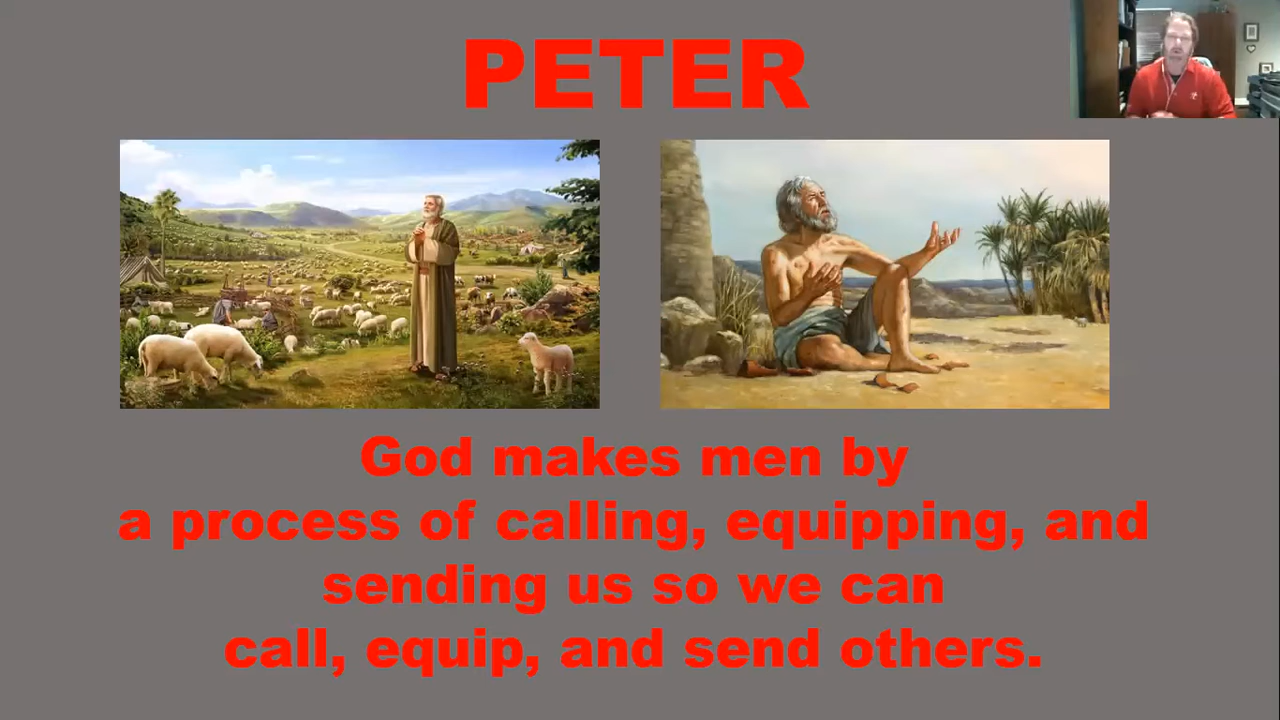 PETER
God makes men by
a process of calling, equipping, and
sending us so we can
call, equip, and send others.